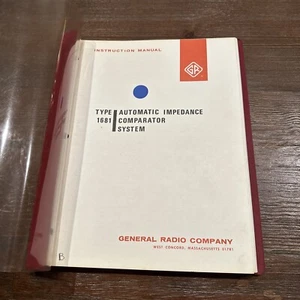 INSTRUCTION MANUAL
GR
TYPE AUTOMATIC IMPEDANCE
1681 COMPARATOR
SYSTEM
GENERAL RADIO COMPANY
WEST CONCORD, MASSACHUSETTS 01781
B